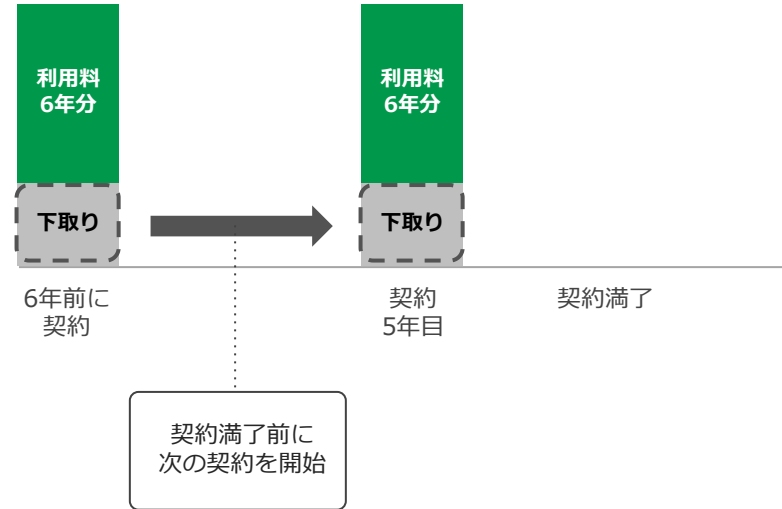 利用料
6年分
下取り
利用料
6年分
下取り
6年前に
契約
契約
5年目
契約満了
契約満了前に
次の契約を開始